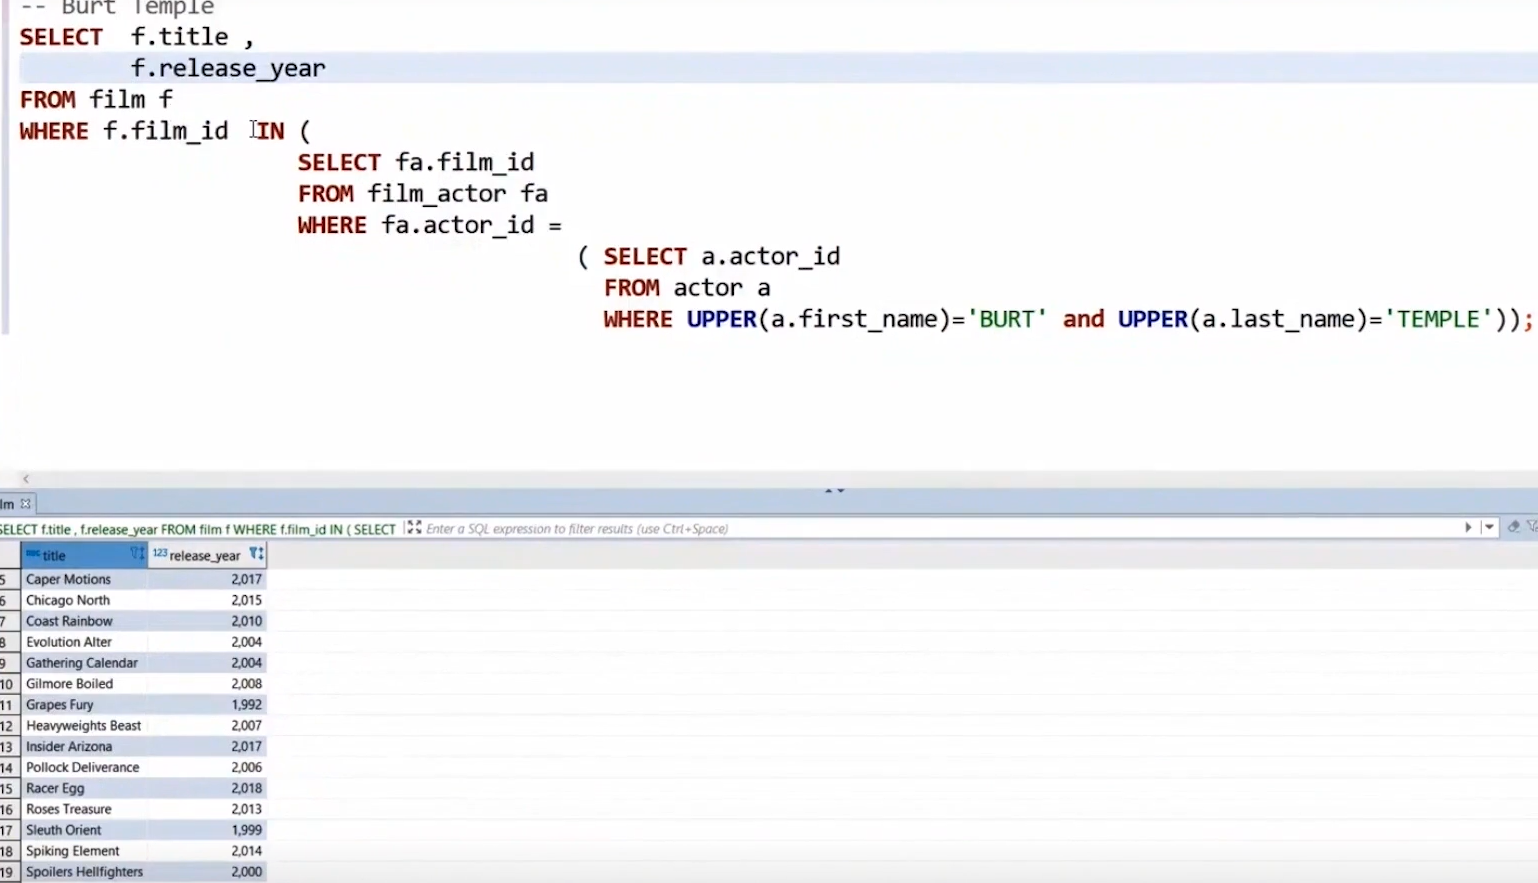 -- Burt Temple
SELECT f.title ,
f.release_year
FROM film f
WHERE f.film_id IN (
SELECT fa.film_id
FROM film_actor fa
WHERE fa.actor_id =
( SELECT a.actor_id
FROM actor a
WHERE UPPER(a.first_name)='BURT' and UPPER(a.last_name)='TEMPLE'));
lm
SELECT f.title , f.release_year FROM film f WHERE f.film_id IN ( SELECT Enter a SQL expression to filter results (use Ctrl+Space)
ABC title 123 release_year
5 Caper Motions 2,017
6 Chicago North 2,015
7 Coast Rainbow 2,010
8 Evolution Alter 2,004
9 Gathering Calendar 2,004
10 Gilmore Boiled 2,008
11 Grapes Fury 1,992
12 Heavyweights Beast 2,007
13 Insider Arizona 2,017
14 Pollock Deliverance 2,006
15 Racer Egg 2,018
16 Roses Treasure 2,013
17 Sleuth Orient 1,999
18 Spiking Element 2,014
19 Spoilers Hellfighters 2,000